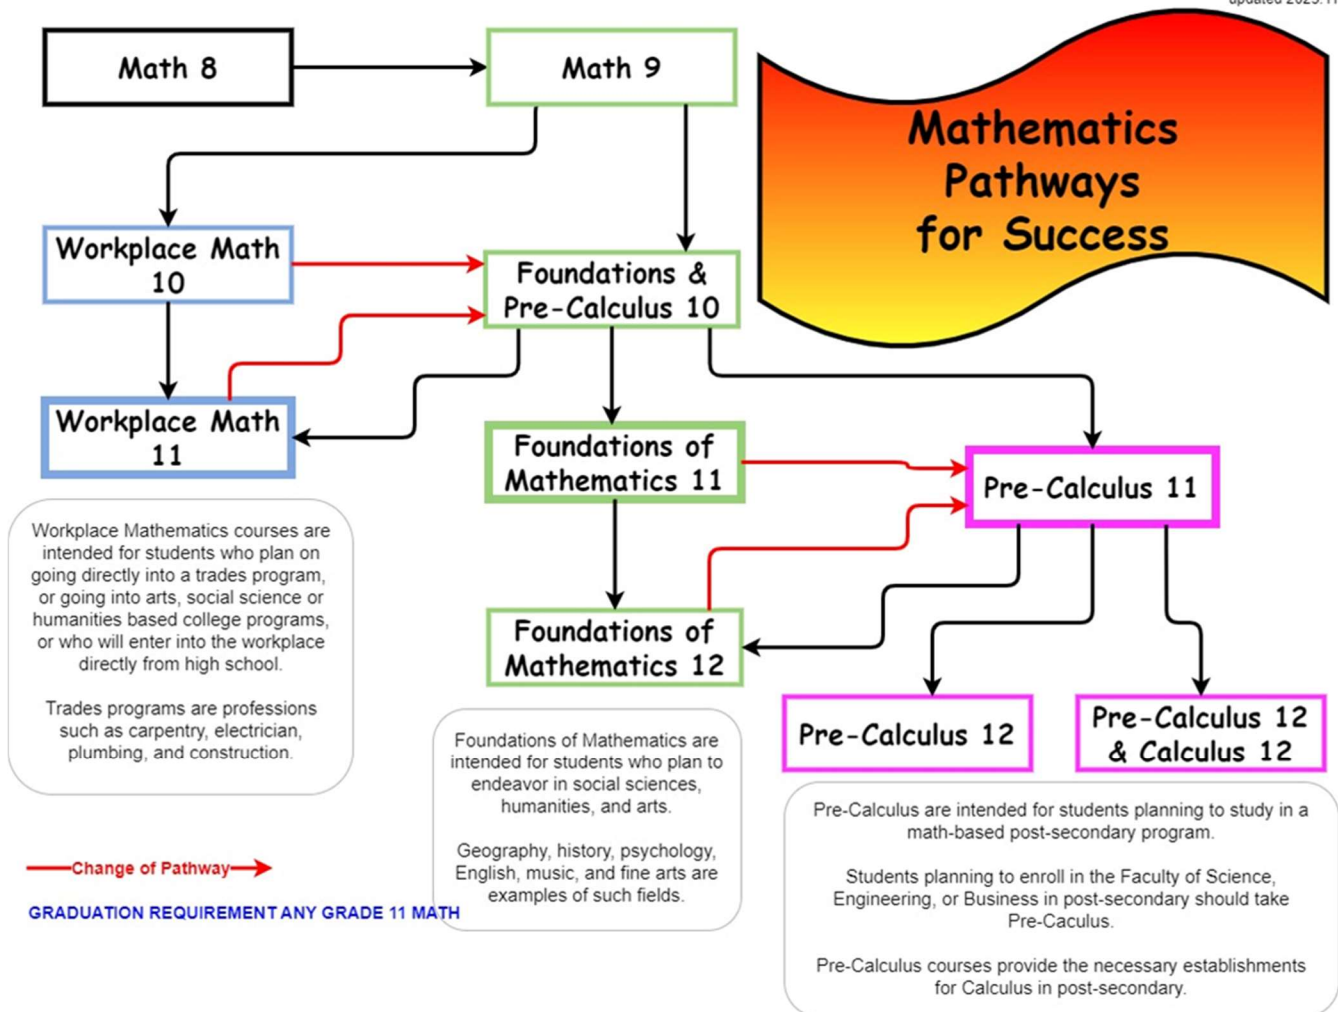 Math 8
Math 9
Mathematics
Pathways
for Success
Workplace Math
10
Foundations &
Pre-Calculus 10
Workplace Math
11
Foundations of
Mathematics 11
Pre-Calculus 11
Workplace Mathematics courses are
intended for students who plan on
going directly into a trades program,
or going into arts, social science or
humanities based college programs,
or who will enter into the workplace
directly from high school.
Trades programs are professions
such as carpentry, electrician,
plumbing, and construction.
Foundations of
Mathematics 12
Pre-Calculus 12
Pre-Calculus 12
& Calculus 12
Foundations of Mathematics are
intended for students who plan to
endeavor in social sciences,
humanities, and arts.
Geography, history, psychology,
English, music, and fine arts are
examples of such fields.
Pre-Calculus are intended for students planning to study in a
math-based post-secondary program.
Students planning to enroll in the Faculty of Science,
Engineering, or Business in post-secondary should take
Pre-Caculus.
Pre-Calculus courses provide the necessary establishments
for Calculus in post-secondary.
Change of Pathway
GRADUATION REQUIREMENT ANY GRADE 11 MATH